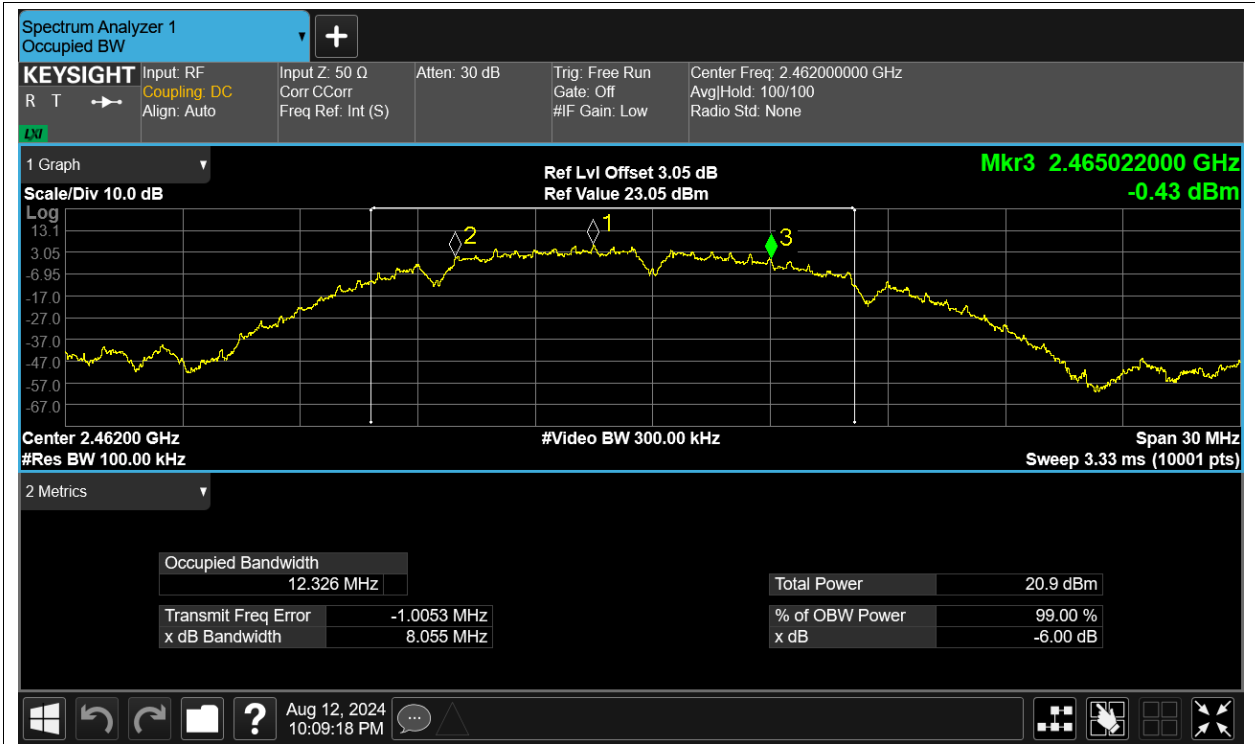 Spectrum Analyzer 1
Occupied BW
KEYSIGHT
R T
LXI
Input: RF
Coupling: DC
Align: Auto
Input Z: 50 Ω
Corr CCorr
Freq Ref: Int (S)
Atten: 30 dB
Trig: Free Run
Gate: Off
#IF Gain: Low
Center Freq: 2.462000000 GHz
Avg|Hold: 100/100
Radio Std: None
1 Graph
Scale/Div 10.0 dB
Ref Lvl Offset 3.05 dB
Ref Value 23.05 dBm
Mkr3 2.465022000 GHz
-0.43 dBm
Log
13.1
3.05
-6.95
-17.0
-27.0
-37.0
-47.0
-57.0
-67.0
2
1
3
Center 2.46200 GHz
#Res BW 100.00 kHz
#Video BW 300.00 kHz
Span 30 MHz
Sweep 3.33 ms (10001 pts)
2 Metrics
Occupied Bandwidth
12.326 MHz
Transmit Freq Error -1.0053 MHz
x dB Bandwidth 8.055 MHz
Total Power 20.9 dBm
% of OBW Power 99.00 %
x dB -6.00 dB
?
Aug 12, 2024
10:09:18 PM